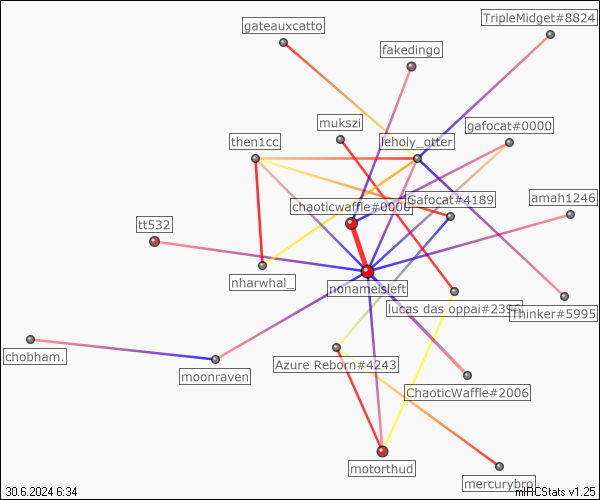 TripleMidget#8824
gateauxcatto
fakedingo
mukszi
gafocat#0000
then1cc
leholy_otter
amah1246
Gafocat#4189
chaoticwaffle#0000
tt532
nharwhal_
nonameisleft
lucas das oppai#239
Thinker#5995
chobham.
moonraven
Azure Reborn#4243
ChaoticWaffle#2006
motorthud
mercurybro
30.6.2024 6:34
mIRCStats v1.25